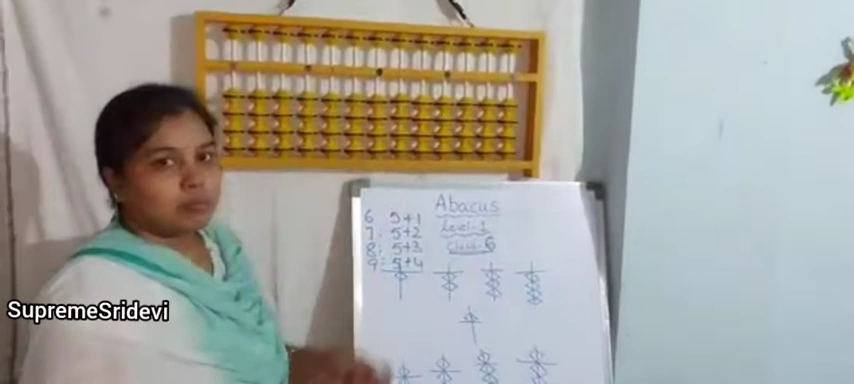 Abacus
Level-1
Class-6
6 5+1
7: 5+2
8: 5+3
9: 5+4
SupremeSridevi